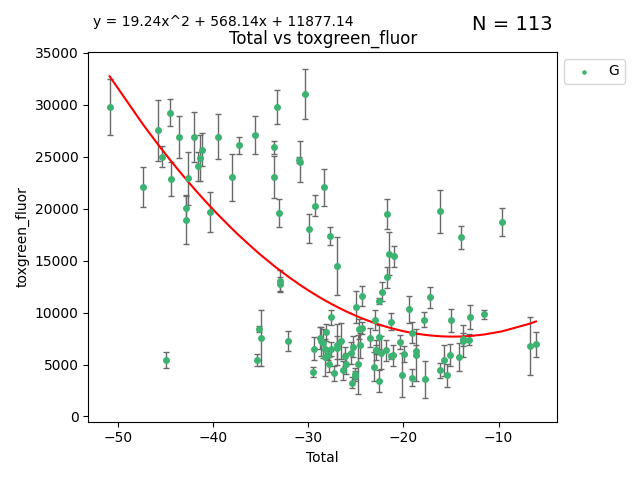 y = 19.24x^2 + 568.14x + 11877.14
N = 113
Total vs toxgreen_fluor
G
toxgreen_fluor
35000
30000
25000
20000
15000
10000
5000
0
−50
−40
−30
−20
−10
Total